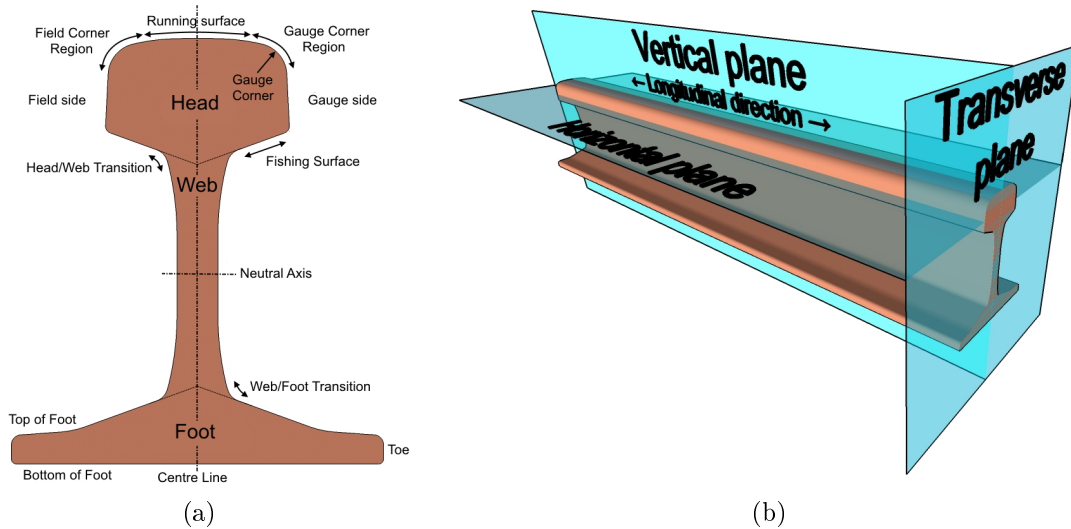 Field Corner
Region
Running surface
Gauge Corner
Region
Gauge
Corner
Field side
Head
Gauge side
Head/Web Transition
Fishing Surface
Web
Neutral Axis
Web/Foot Transition
Top of Foot
Foot
Toe
Bottom of Foot
Centre Line
(a)
Vertical plane
← Longitudinal direction →
Horizontal plane
Transverse
plane
(b)